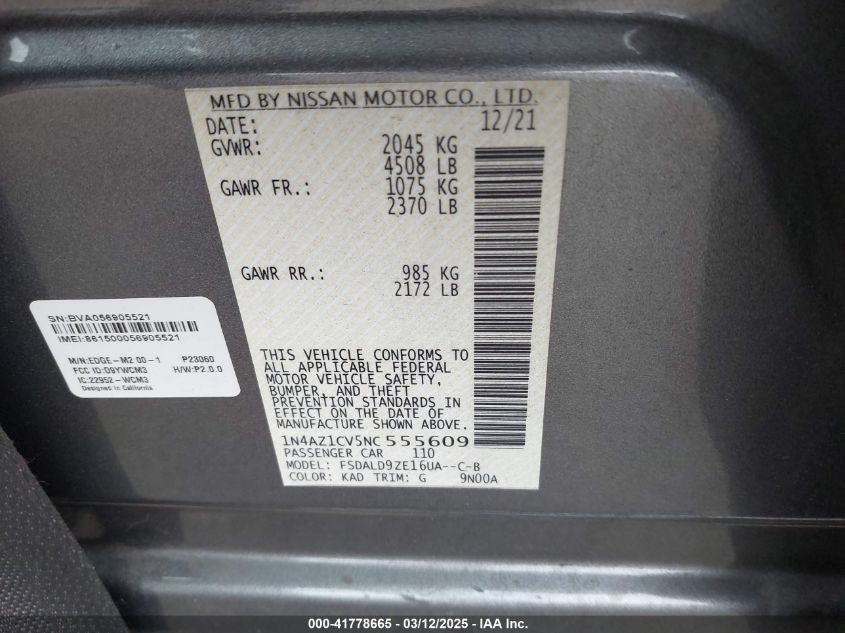 MFD BY NISSAN MOTOR CO., LTD.
DATE: 12/21
GVWR: 2045 KG
4508 LB
GAWR FR.: 1075 KG
2370 LB
GAWR RR.: 985 KG
2172 LB
THIS VEHICLE CONFORMS TO
ALL APPLICABLE FEDERAL
MOTOR VEHICLE SAFETY,
BUMPER, AND THEFT
PREVENTION STANDARDS IN
EFFECT ON THE DATE OF
MANUFACTURE SHOWN ABOVE.
1N4AZ1CV5NC555609
PASSENGER CAR 110
MODEL: FSDALD9ZE16UA--C-B
COLOR: KAD TRIM: G 9N00A
SN:BVA056905521
IMEI:861500056905521
M/N:EDGE-M2 00-1 P23060
FCC ID:O9YWCM3 H/W:P2.0.0
IC:22952-WCM3
Designed in California
000-41778665 - 03/12/2025 - IAA Inc.